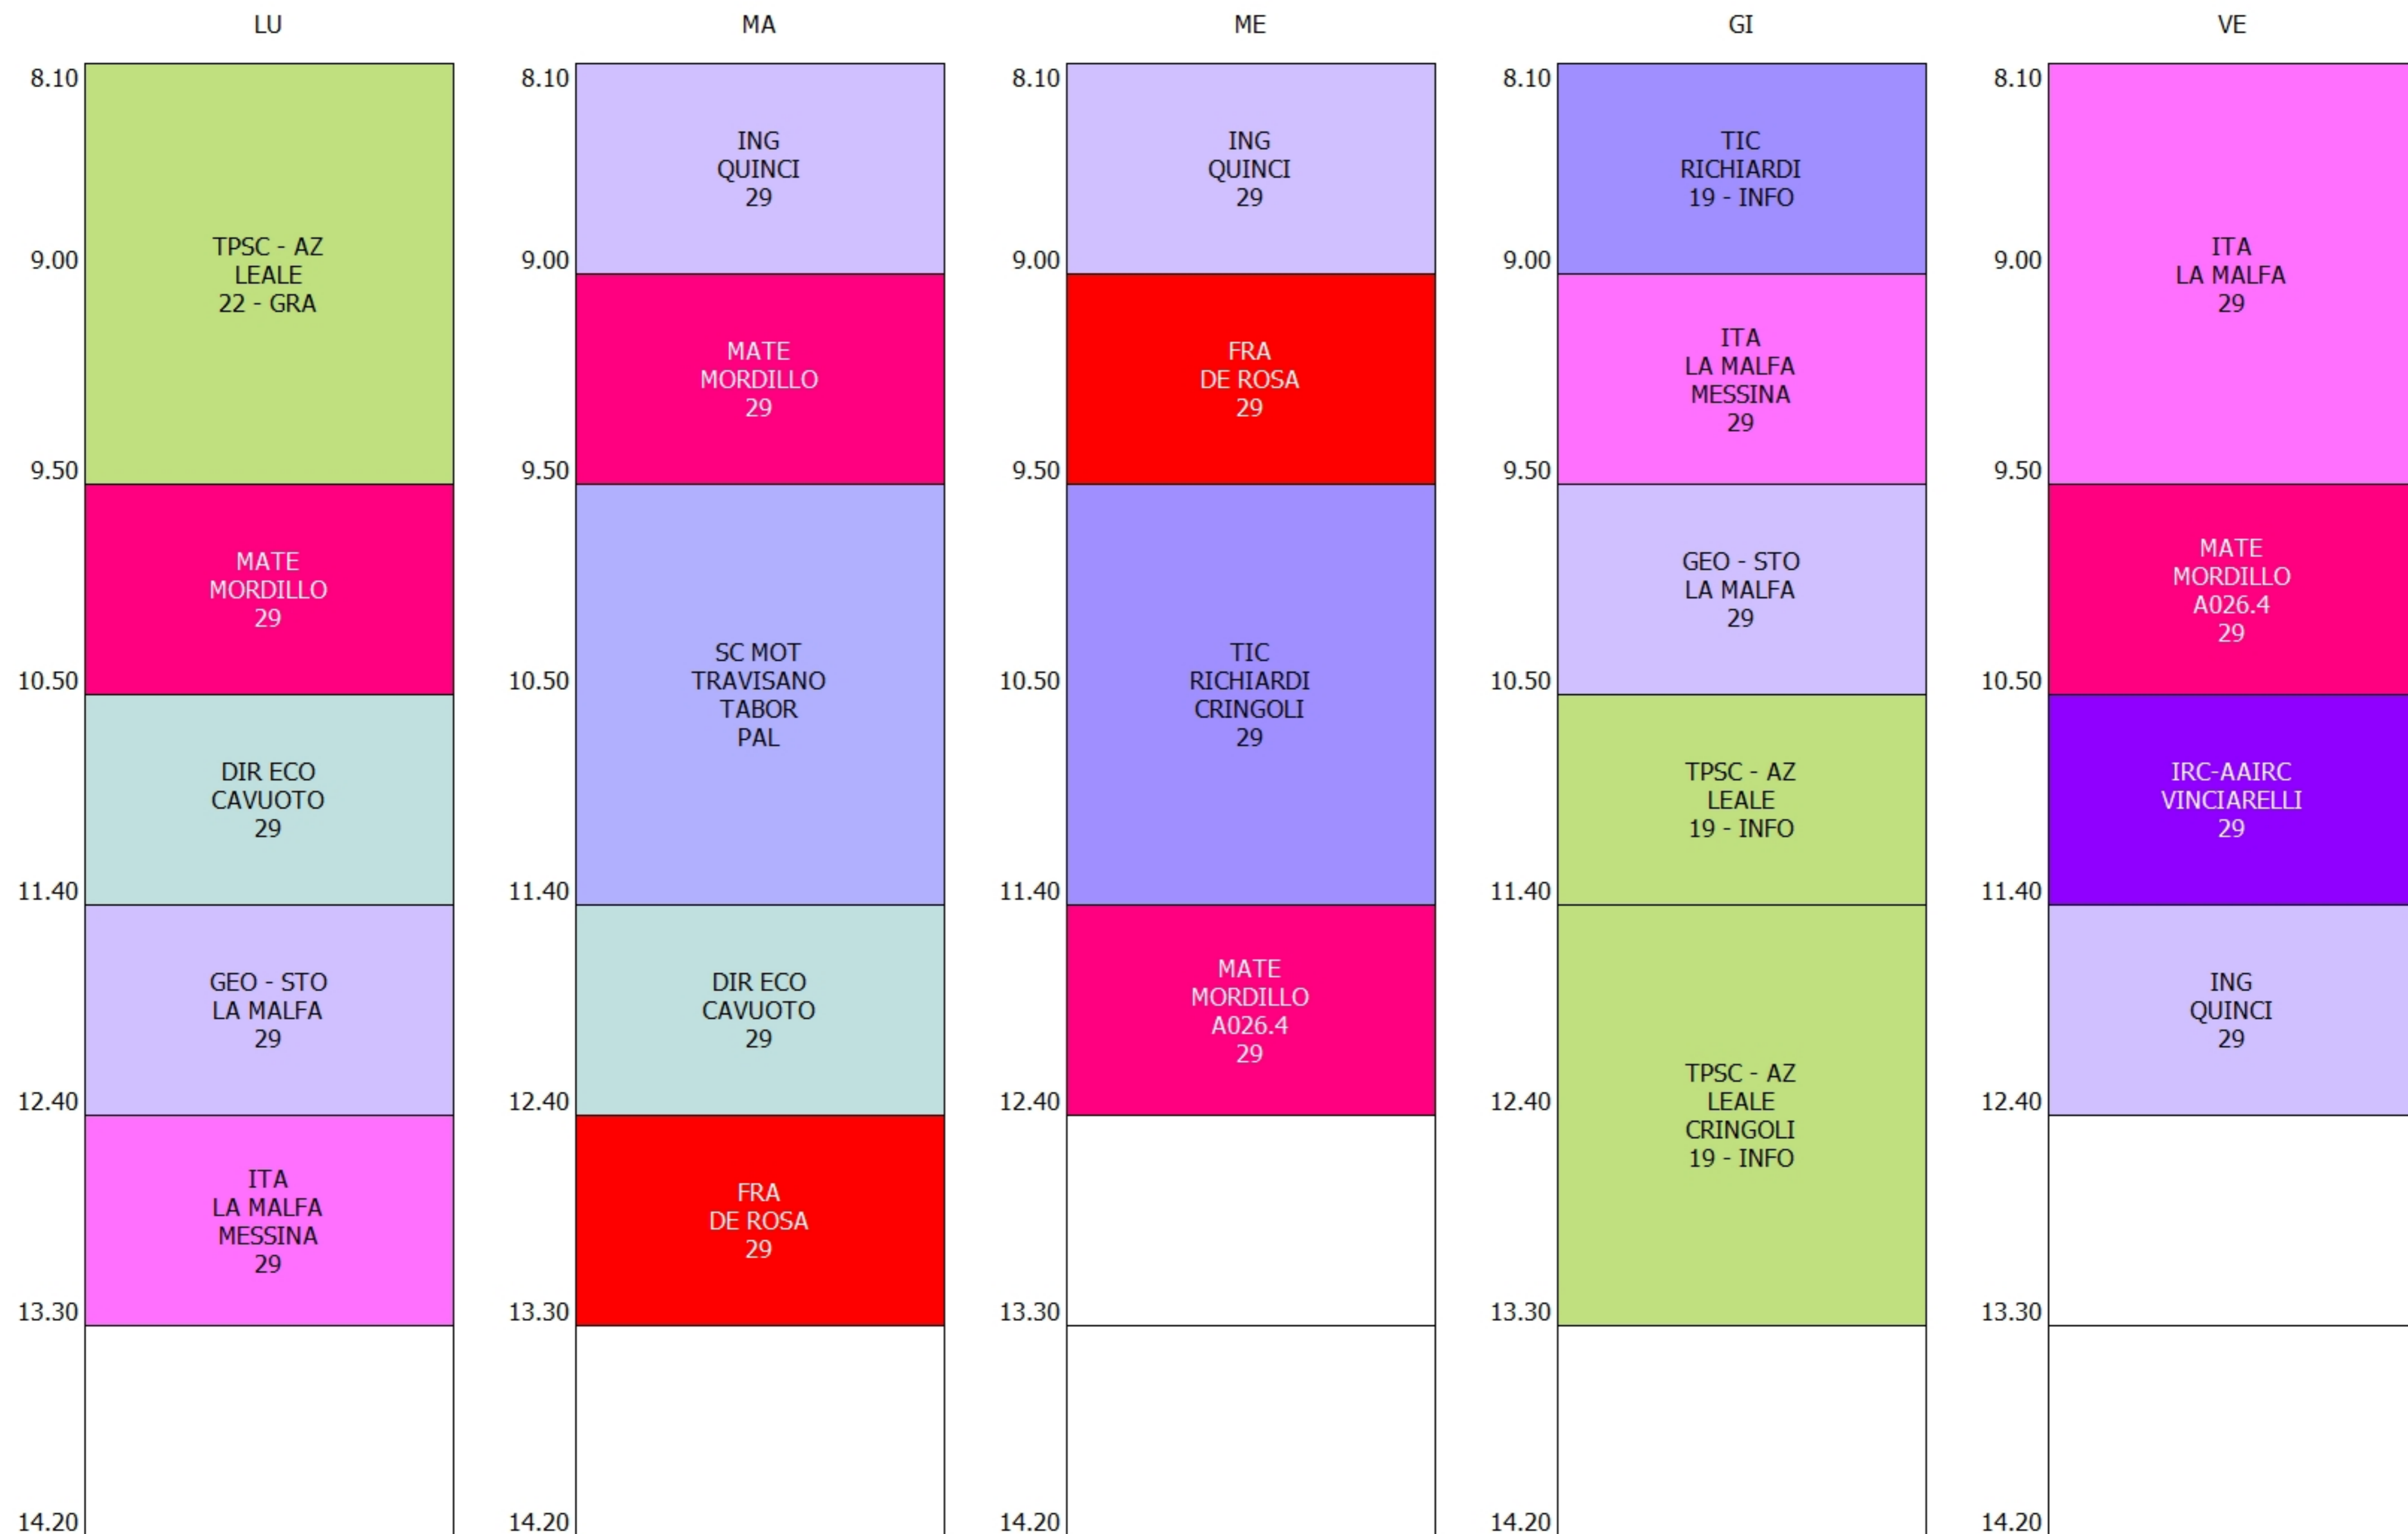 LU
8.10
TPSC - AZ
LEALE
22 - GRA
9.00
9.50
MATE
MORDILLO
29
10.50
DIR ECO
CAVUOTO
29
11.40
GEO - STO
LA MALFA
29
12.40
ITA
LA MALFA
MESSINA
29
13.30
14.20
MA
8.10
ING
QUINCI
29
9.00
MATE
MORDILLO
29
9.50
SC MOT
TRAVISANO
TABOR
PAL
10.50
11.40
DIR ECO
CAVUOTO
29
12.40
FRA
DE ROSA
29
13.30
14.20
ME
8.10
ING
QUINCI
29
9.00
FRA
DE ROSA
29
9.50
TIC
RICHIARDI
CRINGOLI
29
10.50
11.40
MATE
MORDILLO
A026.4
29
12.40
13.30
14.20
GI
8.10
TIC
RICHIARDI
19 - INFO
9.00
ITA
LA MALFA
MESSINA
29
9.50
GEO - STO
LA MALFA
29
10.50
TPSC - AZ
LEALE
19 - INFO
11.40
TPSC - AZ
LEALE
CRINGOLI
19 - INFO
12.40
13.30
14.20
VE
8.10
ITA
LA MALFA
29
9.00
9.50
MATE
MORDILLO
A026.4
29
10.50
IRC-AAIRC
VINCIARELLI
29
11.40
ING
QUINCI
29
12.40
13.30
14.20